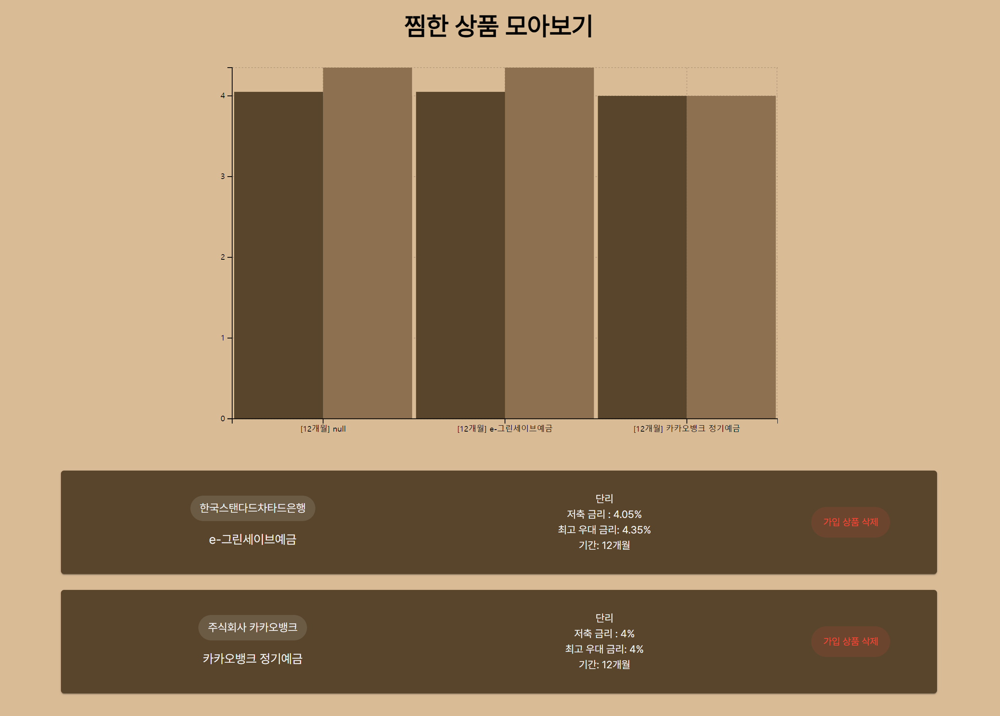 찜한 상품 모아보기
4
3
2
1
0
[12개월] null
[12개월] e-그린세이브예금
[12개월] 카카오뱅크 정기예금
한국스탠다드차타드은행
e-그린세이브예금
단리
저축 금리 : 4.05%
최고 우대 금리: 4.35%
기간: 12개월
가입 상품 삭제
주식회사 카카오뱅크
카카오뱅크 정기예금
단리
저축 금리 : 4%
최고 우대 금리: 4%
기간: 12개월
가입 상품 삭제